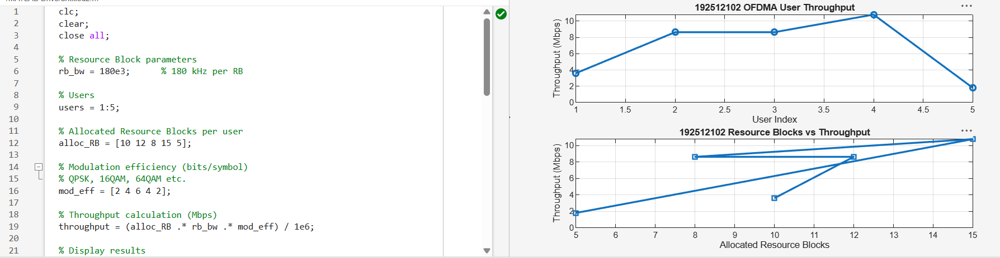 1 clc;
2 clear;
3 close all;
4
5 % Resource Block parameters
6 rb_bw = 180e3; % 180 kHz per RB
7
8 % Users
9 users = 1:5;
10
11 % Allocated Resource Blocks per user
12 alloc_RB = [10 12 8 15 5];
13
14 % Modulation efficiency (bits/symbol)
15 % QPSK, 16QAM, 64QAM etc.
16 mod_eff = [2 4 6 4 2];
17
18 % Throughput calculation (Mbps)
19 throughput = (alloc_RB .* rb_bw .* mod_eff) / 1e6;
20
21 % Display results
192512102 OFDMA User Throughput
Throughput (Mbps)
10
8
6
4
2
0
1 1.5 2 2.5 3 3.5 4 4.5 5
User Index
192512102 Resource Blocks vs Throughput
Throughput (Mbps)
10
8
6
4
2
0
5 6 7 8 9 10 11 12 13 14 15
Allocated Resource Blocks